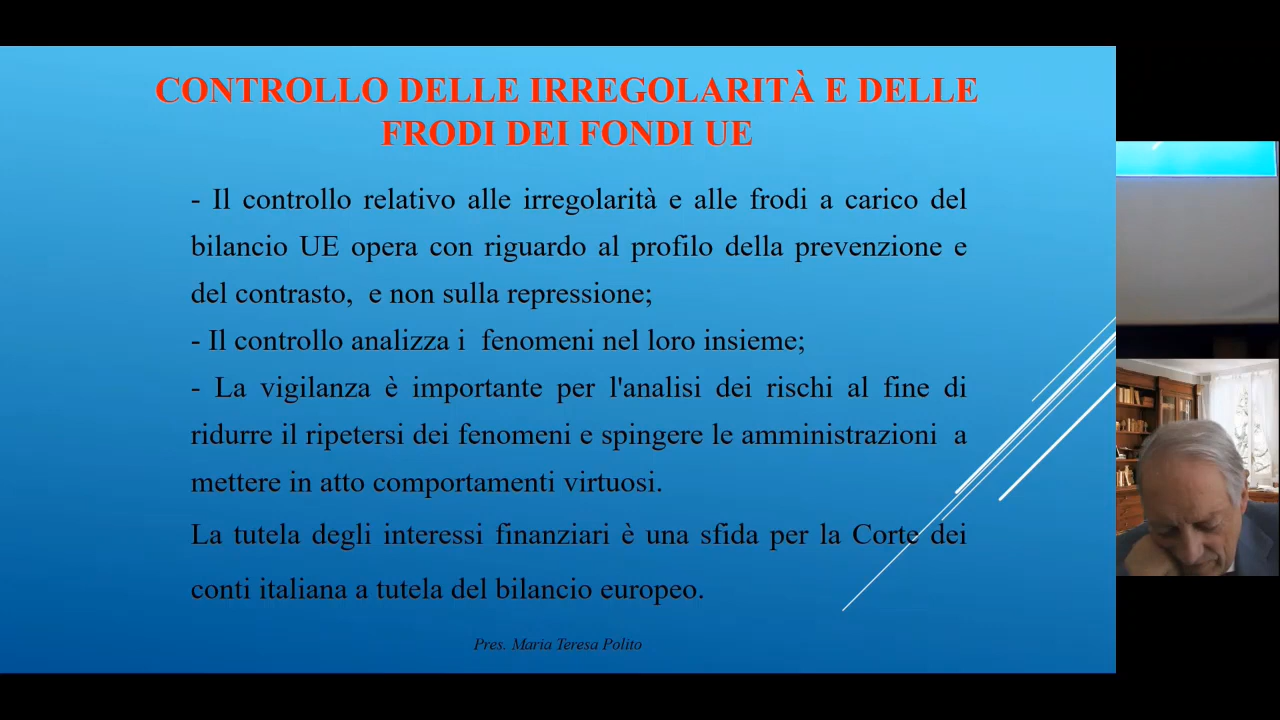 CONTROLLO DELLE IRREGOLARITÀ E DELLE
FRODI DEI FONDI UE
- Il controllo relativo alle irregolarità e alle frodi a carico del
bilancio UE opera con riguardo al profilo della prevenzione e
del contrasto, e non sulla repressione;
- Il controllo analizza i fenomeni nel loro insieme;
- La vigilanza è importante per l'analisi dei rischi al fine di
ridurre il ripetersi dei fenomeni e spingere le amministrazioni a
mettere in atto comportamenti virtuosi.
La tutela degli interessi finanziari è una sfida per la Corte dei
conti italiana a tutela del bilancio europeo.
Pres. Maria Teresa Polito